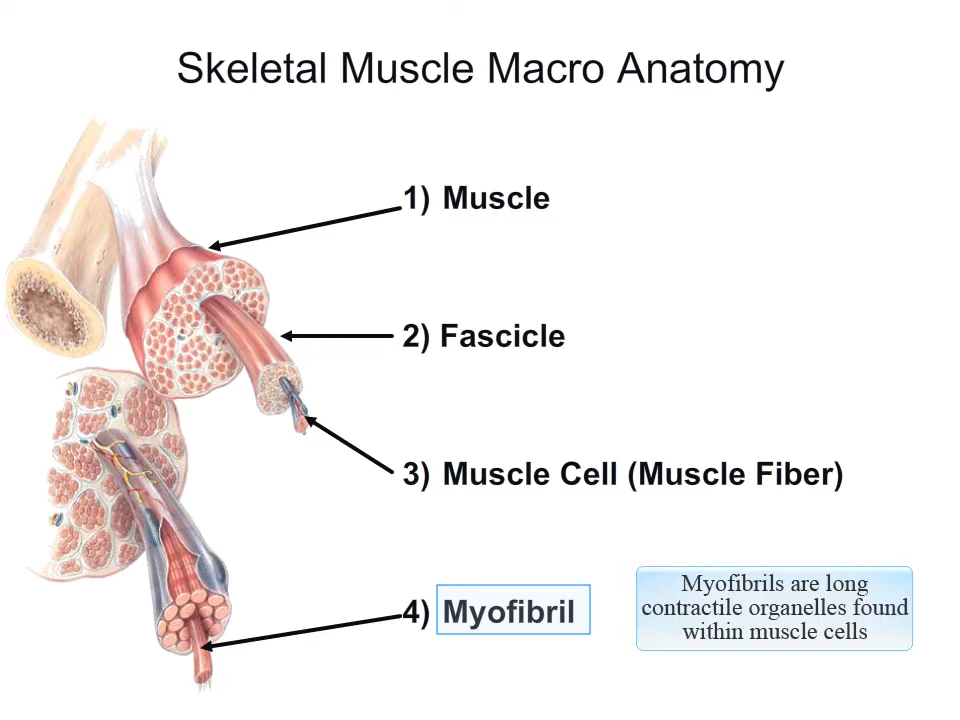 Skeletal Muscle Macro Anatomy
1) Muscle
2) Fascicle
3) Muscle Cell (Muscle Fiber)
4) Myofibril
Myofibrils are long
contractile organelles found
within muscle cells